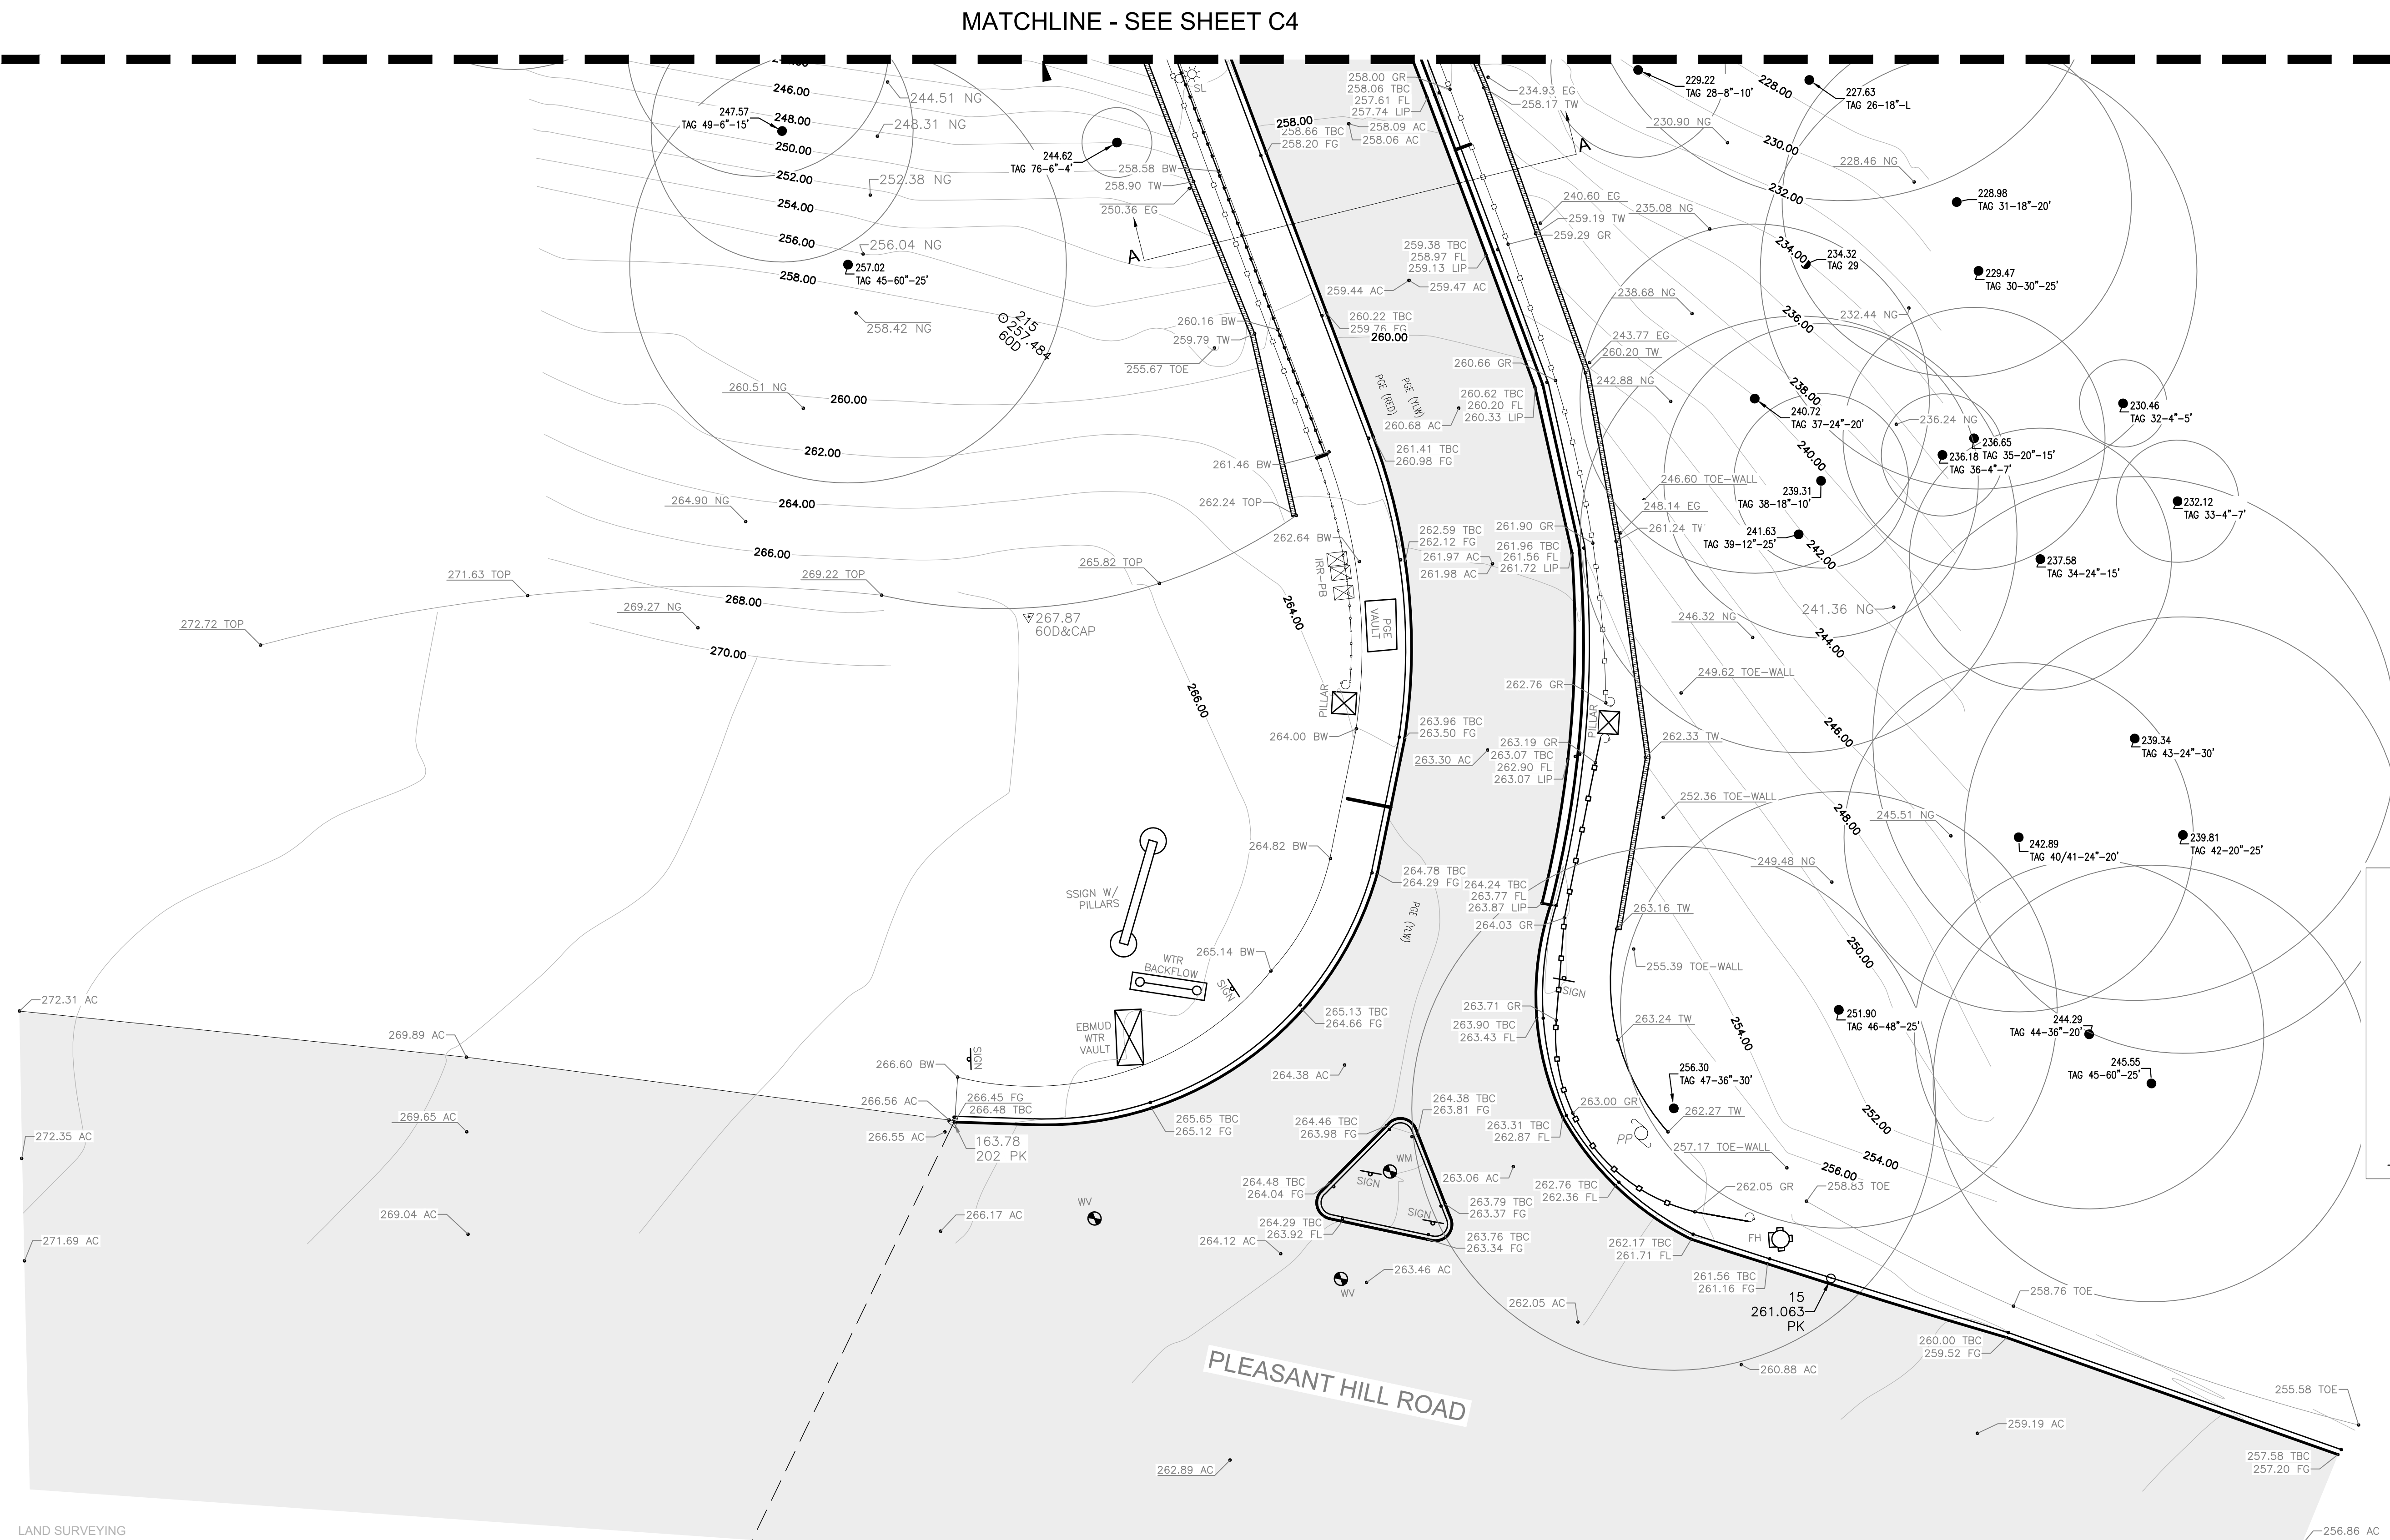 MATCHLINE - SEE SHEET C4
246.00
248.00
250.00
252.00
254.00
256.00
258.00
260.00
262.00
264.00
266.00
268.00
270.00
247.57
TAG 49-6"-15'
244.51 NG
248.31 NG
252.38 NG
256.04 NG
257.02
TAG 45-60"-25'
258.42 NG
215
257.484
60D
244.62
TAG 76-6"-4'
258.58 BW
258.90 TW
250.36 EG
A
SL
258.00
258.66 TBC
258.20 FG
258.00 GR
258.06 TBC
257.61 FL
257.74 LIP
258.09 AC
258.06 AC
234.93 EG
258.17 TW
A
229.22
TAG 28-8"-10'
228.00
227.63
TAG 26-18"-L
230.90 NG
230.00
228.46 NG
232.00
228.98
TAG 31-18"-20'
240.60 EG
235.08 NG
259.19 TW
259.29 GR
234.00
234.32
TAG 29
229.47
TAG 30-30"-25'
259.38 TBC
258.97 FL
259.13 LIP
259.44 AC
259.47 AC
238.68 NG
232.44 NG
236.00
260.16 BW
259.79 TW
255.67 TOE
260.22 TBC
259.76 FG
260.00
243.77 EG
260.20 TW
260.66 GR
242.88 NG
238.00
240.72
TAG 37-24"-20'
236.24 NG
230.46
TAG 32-4"-5'
PGE (RED)
PGE (YLW)
260.62 TBC
260.20 FL
260.33 LIP
260.68 AC
260.51 NG
261.41 TBC
260.98 FG
261.46 BW
240.00
236.65
TAG 35-20"-15'
236.18
TAG 36-4"-7'
246.60 TOE-WALL
239.31
TAG 38-18"-10'
232.12
TAG 33-4"-7'
264.90 NG
262.24 TOP
248.14 EG
261.90 GR
262.59 TBC
262.12 FG
261.96 TBC
261.56 FL
261.72 LIP
261.97 AC
261.98 AC
262.64 BW
241.63
TAG 39-12"-25'
242.00
237.58
TAG 34-24"-15'
IRR-PB
265.82 TOP
269.22 TOP
271.63 TOP
272.72 TOP
269.27 NG
267.87
60D&CAP
264.00
PGE
VAULT
246.32 NG
241.36 NG
244.00
249.62 TOE-WALL
262.76 GR
PILLAR
PILLAR
266.00
264.00 BW
263.96 TBC
263.50 FG
263.30 AC
263.19 GR
263.07 TBC
262.90 FL
263.07 LIP
262.33 TW
246.00
239.34
TAG 43-24"-30'
252.36 TOE-WALL
245.51 NG
248.00
242.89
TAG 40/41-24"-20'
239.81
TAG 42-20"-25'
264.82 BW
249.48 NG
264.78 TBC
264.29 FG
264.24 TBC
263.77 FL
263.87 LIP
264.03 GR
263.16 TW
SSIGN W/
PILLARS
PGE (YLW)
265.14 BW
WTR
BACKFLOW
SIGN
250.00
255.39 TOE-WALL
SIGN
272.31 AC
269.89 AC
EBMUD
WTR
VAULT
265.13 TBC
264.66 FG
263.71 GR
263.90 TBC
263.43 FL
263.24 TW
254.00
251.90
TAG 46-48"-25'
244.29
TAG 44-36"-20'
245.55
TAG 45-60"-25'
SIGN
266.60 BW
264.38 AC
256.30
TAG 47-36"-30'
266.56 AC
266.45 FG
266.48 TBC
269.65 AC
266.55 AC
163.78
202 PK
272.35 AC
265.65 TBC
265.12 FG
264.46 TBC
263.98 FG
264.38 TBC
263.81 FG
263.00 GR
262.27 TW
263.31 TBC
262.87 FL
PP
252.00
257.17 TOE-WALL
254.00
256.00
WM
SIGN
263.06 AC
264.48 TBC
264.04 FG
262.76 TBC
262.36 FL
262.05 GR
258.83 TOE
WV
269.04 AC
266.17 AC
264.29 TBC
263.92 FL
SIGN
263.79 TBC
263.37 FG
263.76 TBC
263.34 FG
264.12 AC
271.69 AC
262.17 TBC
261.71 FL
FH
263.46 AC
WV
261.56 TBC
261.16 FG
15
261.063
PK
258.76 TOE
262.05 AC
260.00 TBC
259.52 FG
PLEASANT HILL ROAD
260.88 AC
255.58 TOE
259.19 AC
257.58 TBC
257.20 FG
262.89 AC
LAND SURVEYING
256.86 AC